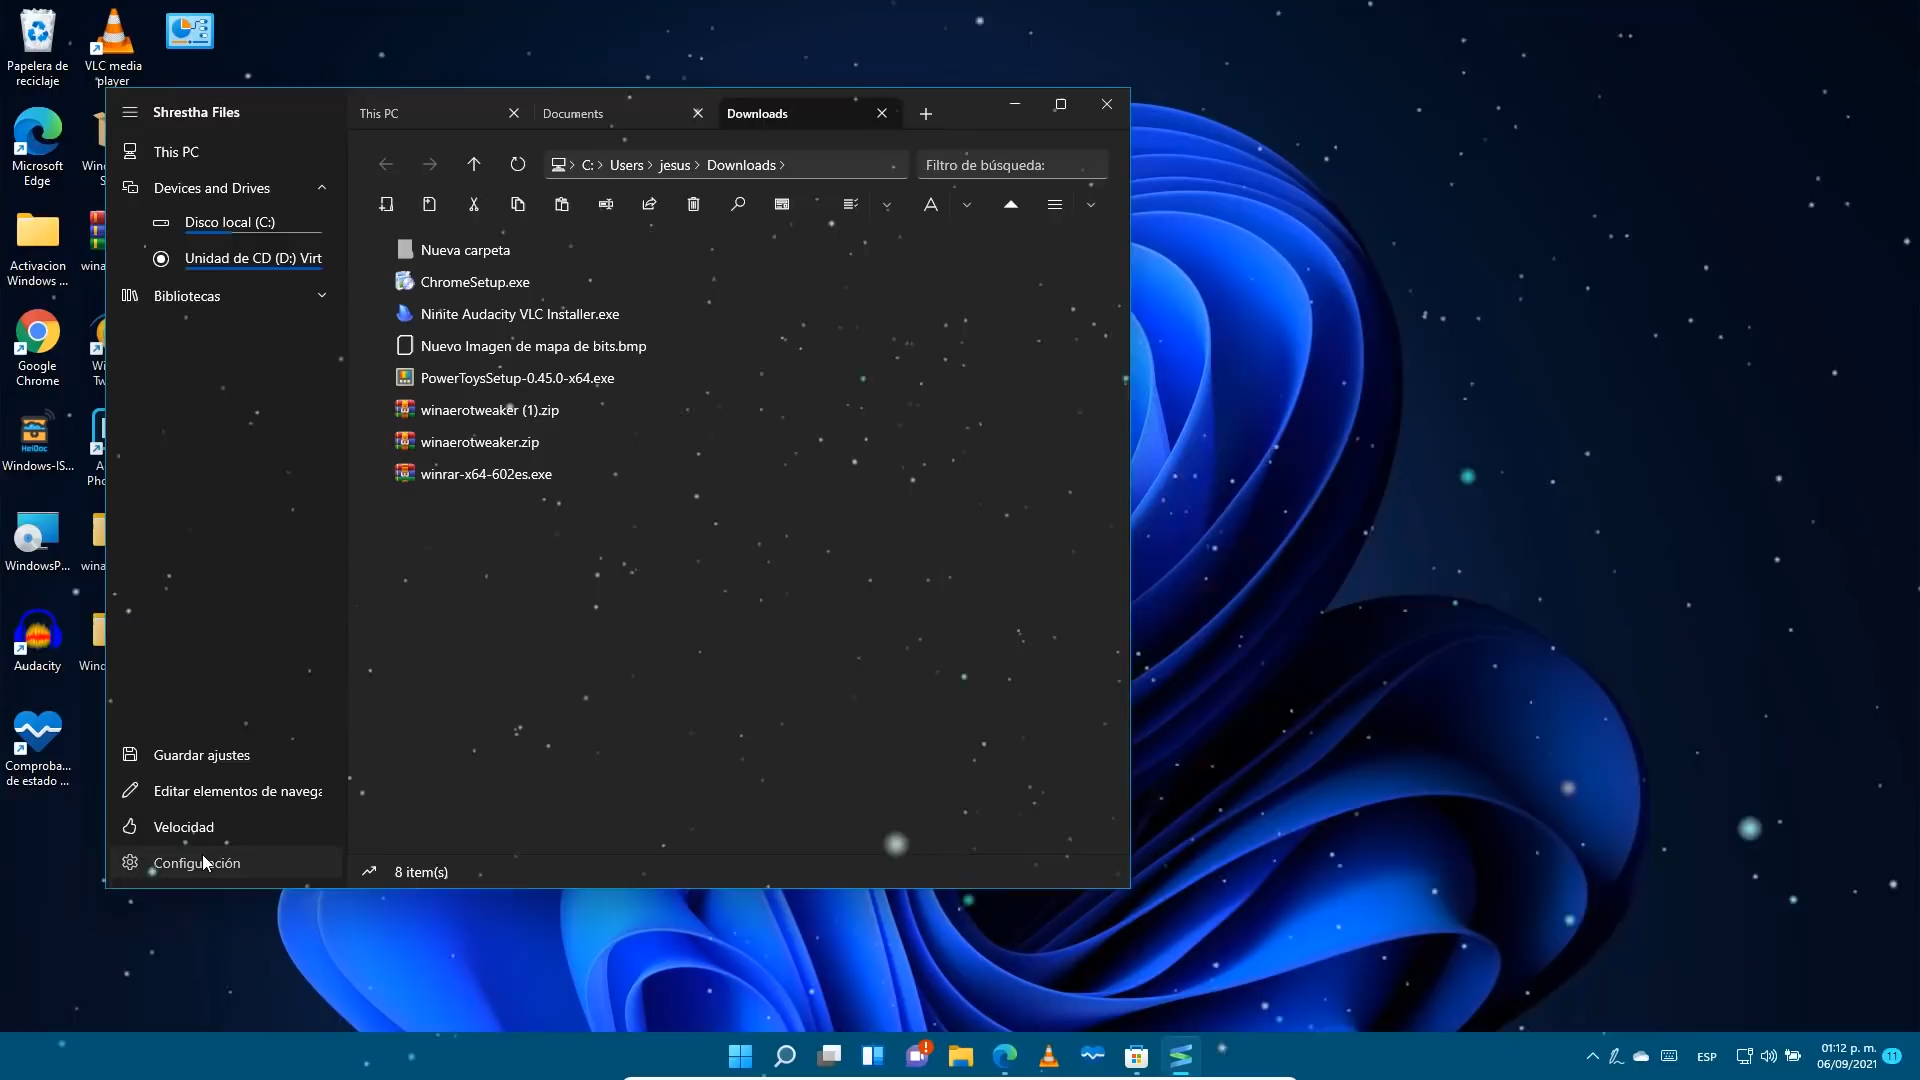 Papelera de
reciclaje
VLC media
player
Microsoft
Edge
Activacion
Windows ...
Google
Chrome
HeiDoc
Windows-IS...
WindowsP...
Audacity
Comproba...
de estado ...
Shrestha Files
This PC
Devices and Drives
Disco local (C:)
Unidad de CD (D:) Virt
Bibliotecas
Guardar ajustes
Editar elementos de navega
Velocidad
Configuración
This PC
Documents
Downloads
C: > Users > jesus > Downloads >
Filtro de búsqueda:
Nueva carpeta
ChromeSetup.exe
Ninite Audacity VLC Installer.exe
Nuevo Imagen de mapa de bits.bmp
PowerToysSetup-0.45.0-x64.exe
winaerotweaker (1).zip
winaerotweaker.zip
winrar-x64-602es.exe
8 item(s)
ESP
01:12 p. m.
06/09/2021
11